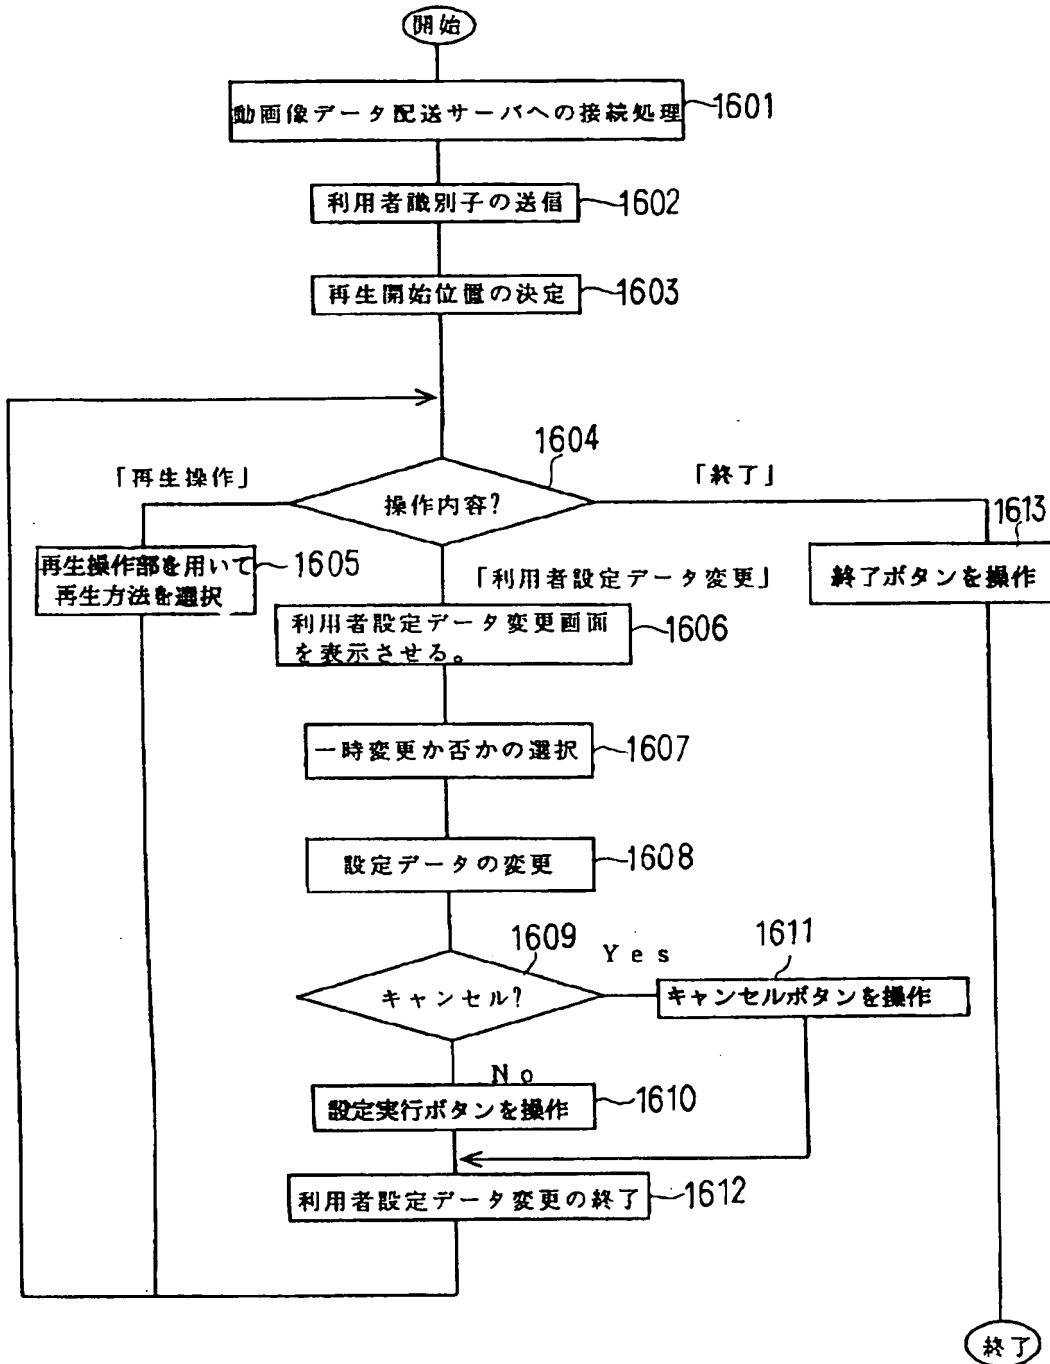 開始
動画像データ配送サーバへの接続処理
1601
利用者識別子の送信
1602
再生開始位置の決定
1603
1604
「再生操作」
操作内容?
「終了」
1613
再生操作部を用いて
再生方法を選択
1605
「利用者設定データ変更」
終了ボタンを操作
利用者設定データ変更画面
を表示させる。
1606
一時変更か否かの選択
1607
設定データの変更
1608
1609
Yes
1611
キャンセル?
キャンセルボタンを操作
No
設定実行ボタンを操作
1610
利用者設定データ変更の終了
1612
終了